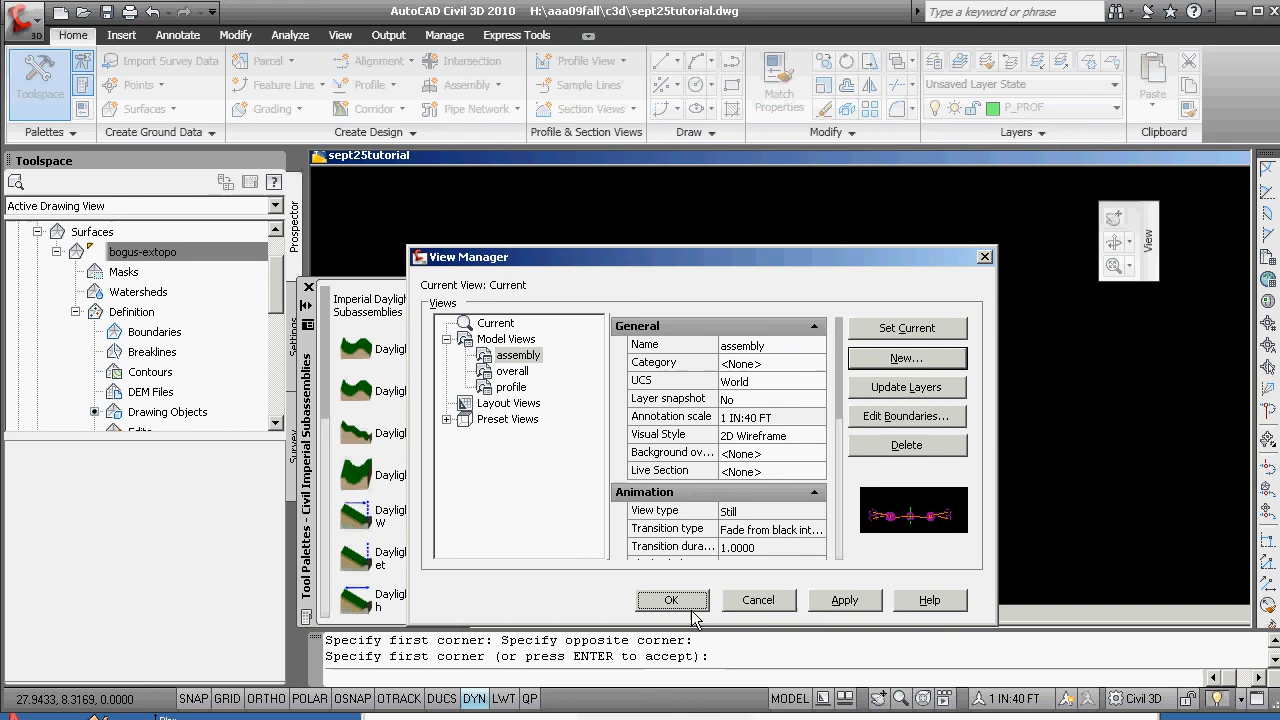 AutoCAD Civil 3D 2010 H:\aaa09fall\c3d\sept25tutorial.dwg
Type a keyword or phrase
3D
Home Insert Annotate Modify Analyze View Output Manage Express Tools
Import Survey Data
Points
Surfaces
Toolspace
Parcel
Feature Line
Grading
Alignment
Profile
Corridor
Intersection
Assembly
Pipe Network
Profile View
Sample Lines
Section Views
Match Properties
Unsaved Layer State
P_PROF
Paste
Palettes
Create Ground Data
Create Design
Profile & Section Views
Draw
Modify
Layers
Clipboard
Toolspace
Active Drawing View
Surfaces
bogus-extopo
Masks
Watersheds
Definition
Boundaries
Breaklines
Contours
DEM Files
Drawing Objects
Prospector
Settings
Survey
sept25tutorial
View
Tool Palettes - Civil Imperial Subassemblies
Imperial Dayligh
Subassemblies
Dayligh
Dayligh
Dayligh
Dayligh
Dayligh
W
Dayligh
et
Dayligh
h
View Manager
Current View: Current
Views
Current
Model Views
assembly
overall
profile
Layout Views
Preset Views
General
Name assembly
Category <None>
UCS World
Layer snapshot No
Annotation scale 1 IN:40 FT
Visual Style 2D Wireframe
Background ov... <None>
Live Section <None>
Animation
View type Still
Transition type Fade from black int...
Transition dura... 1.0000
Set Current
New...
Update Layers
Edit Boundaries...
Delete
OK Cancel Apply Help
Specify first corner: Specify opposite corner:
Specify first corner (or press ENTER to accept):
27.9433, 8.3169, 0.0000 SNAP GRID ORTHO POLAR OSNAP OTRACK DUCS DYN LWT QP MODEL 1 IN:40 FT Civil 3D